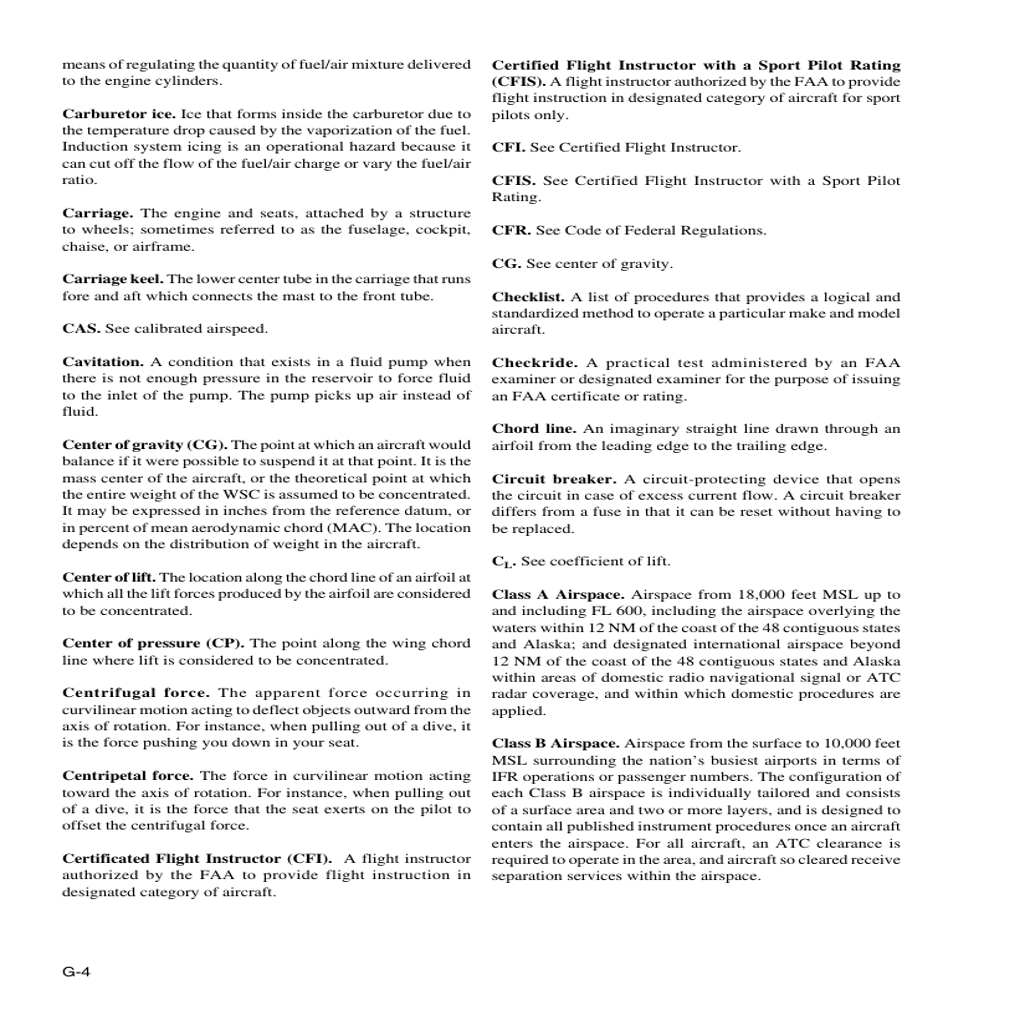 means of regulating the quantity of fuel/air mixture delivered
to the engine cylinders.
Carburetor ice. Ice that forms inside the carburetor due to
the temperature drop caused by the vaporization of the fuel.
Induction system icing is an operational hazard because it
can cut off the flow of the fuel/air charge or vary the fuel/air
ratio.
Carriage. The engine and seats, attached by a structure
to wheels; sometimes referred to as the fuselage, cockpit,
chaise, or airframe.
Carriage keel. The lower center tube in the carriage that runs
fore and aft which connects the mast to the front tube.
CAS. See calibrated airspeed.
Cavitation. A condition that exists in a fluid pump when
there is not enough pressure in the reservoir to force fluid
to the inlet of the pump. The pump picks up air instead of
fluid.
Center of gravity (CG). The point at which an aircraft would
balance if it were possible to suspend it at that point. It is the
mass center of the aircraft, or the theoretical point at which
the entire weight of the WSC is assumed to be concentrated.
It may be expressed in inches from the reference datum, or
in percent of mean aerodynamic chord (MAC). The location
depends on the distribution of weight in the aircraft.
Center of lift. The location along the chord line of an airfoil at
which all the lift forces produced by the airfoil are considered
to be concentrated.
Center of pressure (CP). The point along the wing chord
line where lift is considered to be concentrated.
Centrifugal force. The apparent force occurring in
curvilinear motion acting to deflect objects outward from the
axis of rotation. For instance, when pulling out of a dive, it
is the force pushing you down in your seat.
Centripetal force. The force in curvilinear motion acting
toward the axis of rotation. For instance, when pulling out
of a dive, it is the force that the seat exerts on the pilot to
offset the centrifugal force.
Certificated Flight Instructor (CFI). A flight instructor
authorized by the FAA to provide flight instruction in
designated category of aircraft.
Certified Flight Instructor with a Sport Pilot Rating
(CFIS). A flight instructor authorized by the FAA to provide
flight instruction in designated category of aircraft for sport
pilots only.
CFI. See Certified Flight Instructor.
CFIS. See Certified Flight Instructor with a Sport Pilot
Rating.
CFR. See Code of Federal Regulations.
CG. See center of gravity.
Checklist. A list of procedures that provides a logical and
standardized method to operate a particular make and model
aircraft.
Checkride. A practical test administered by an FAA
examiner or designated examiner for the purpose of issuing
an FAA certificate or rating.
Chord line. An imaginary straight line drawn through an
airfoil from the leading edge to the trailing edge.
Circuit breaker. A circuit-protecting device that opens
the circuit in case of excess current flow. A circuit breaker
differs from a fuse in that it can be reset without having to
be replaced.
CL. See coefficient of lift.
Class A Airspace. Airspace from 18,000 feet MSL up to
and including FL 600, including the airspace overlying the
waters within 12 NM of the coast of the 48 contiguous states
and Alaska; and designated international airspace beyond
12 NM of the coast of the 48 contiguous states and Alaska
within areas of domestic radio navigational signal or ATC
radar coverage, and within which domestic procedures are
applied.
Class B Airspace. Airspace from the surface to 10,000 feet
MSL surrounding the nation’s busiest airports in terms of
IFR operations or passenger numbers. The configuration of
each Class B airspace is individually tailored and consists
of a surface area and two or more layers, and is designed to
contain all published instrument procedures once an aircraft
enters the airspace. For all aircraft, an ATC clearance is
required to operate in the area, and aircraft so cleared receive
separation services within the airspace.
G-4